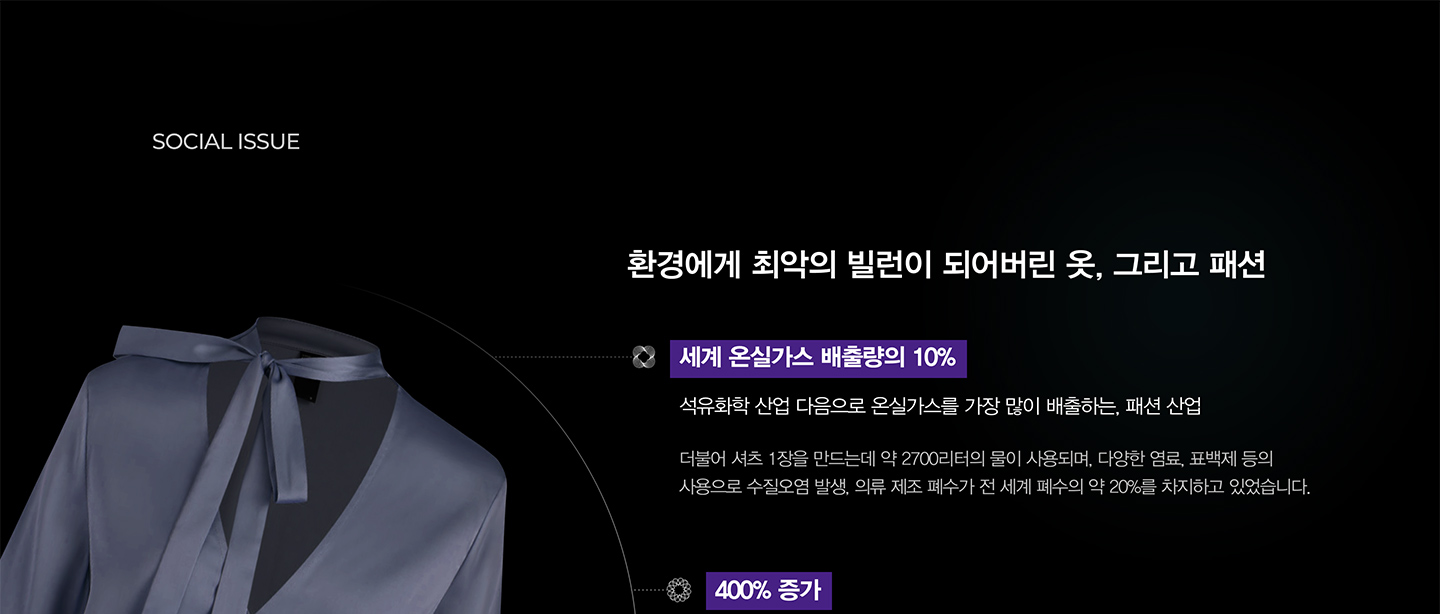 SOCIAL ISSUE
환경에게 최악의 빌런이 되어버린 옷, 그리고 패션
세계 온실가스 배출량의 10%
석유화학 산업 다음으로 온실가스를 가장 많이 배출하는, 패션 산업
더불어 셔츠 1장을 만드는데 약 2700리터의 물이 사용되며, 다양한 염료, 표백제 등의
사용으로 수질오염 발생, 의류 제조 폐수가 전 세계 폐수의 약 20%를 차지하고 있었습니다.
400% 증가